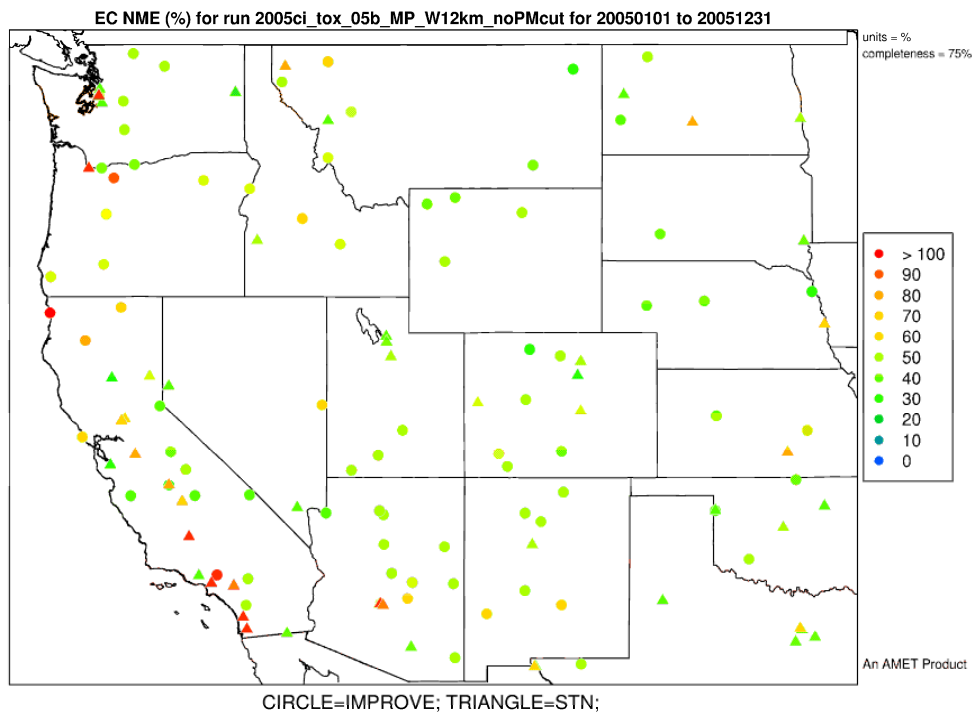 EC NME (%) for run 2005ci_tox_05b_MP_W12km_noPMcut for 20050101 to 20051231
units = %
completeness = 75%
> 100
90
80
70
60
50
40
30
20
10
0
An AMET Product
CIRCLE=IMPROVE; TRIANGLE=STN;